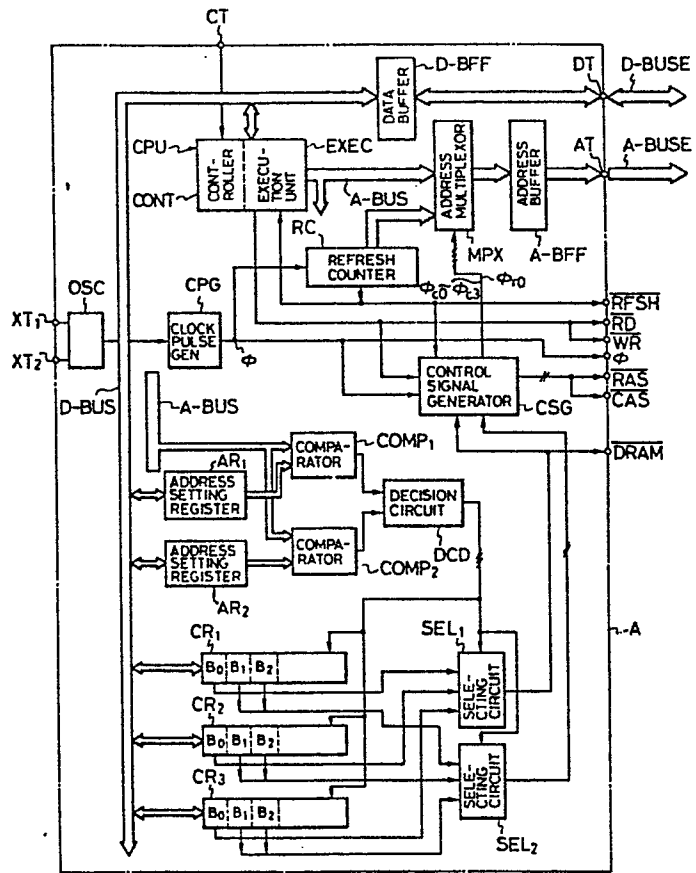 CT
D-BFF
DATA BUFFER
DT
D-BUSE
CPU
EXEC
CONT-ROLLER
EXECU-TION UNIT
CONT
A-BUS
ADDRESS MULTIPLEXOR
ADDRESS BUFFER
AT
A-BUSE
RC
MPX
A-BFF
REFRESH COUNTER
OSC
CPG
φc0 - φc3
φr0
RFSH
XT1
XT2
CLOCK PULSE GEN
φ
RD
WR
φ
RAS
CAS
CONTROL SIGNAL GENERATOR
CSG
D-BUS
A-BUS
DRAM
COMPA-RATOR
COMP1
AR1
ADDRESS SETTING REGISTER
DECISION CIRCUIT
DCD
ADDRESS SETTING REGISTER
COMPA-RATOR
COMP2
AR2
CR1
B0 B1 B2
SEL1
SELE-CTING CIRCUIT
A
CR2
B0 B1 B2
SELE-CTING CIRCUIT
CR3
B0 B1 B2
SEL2